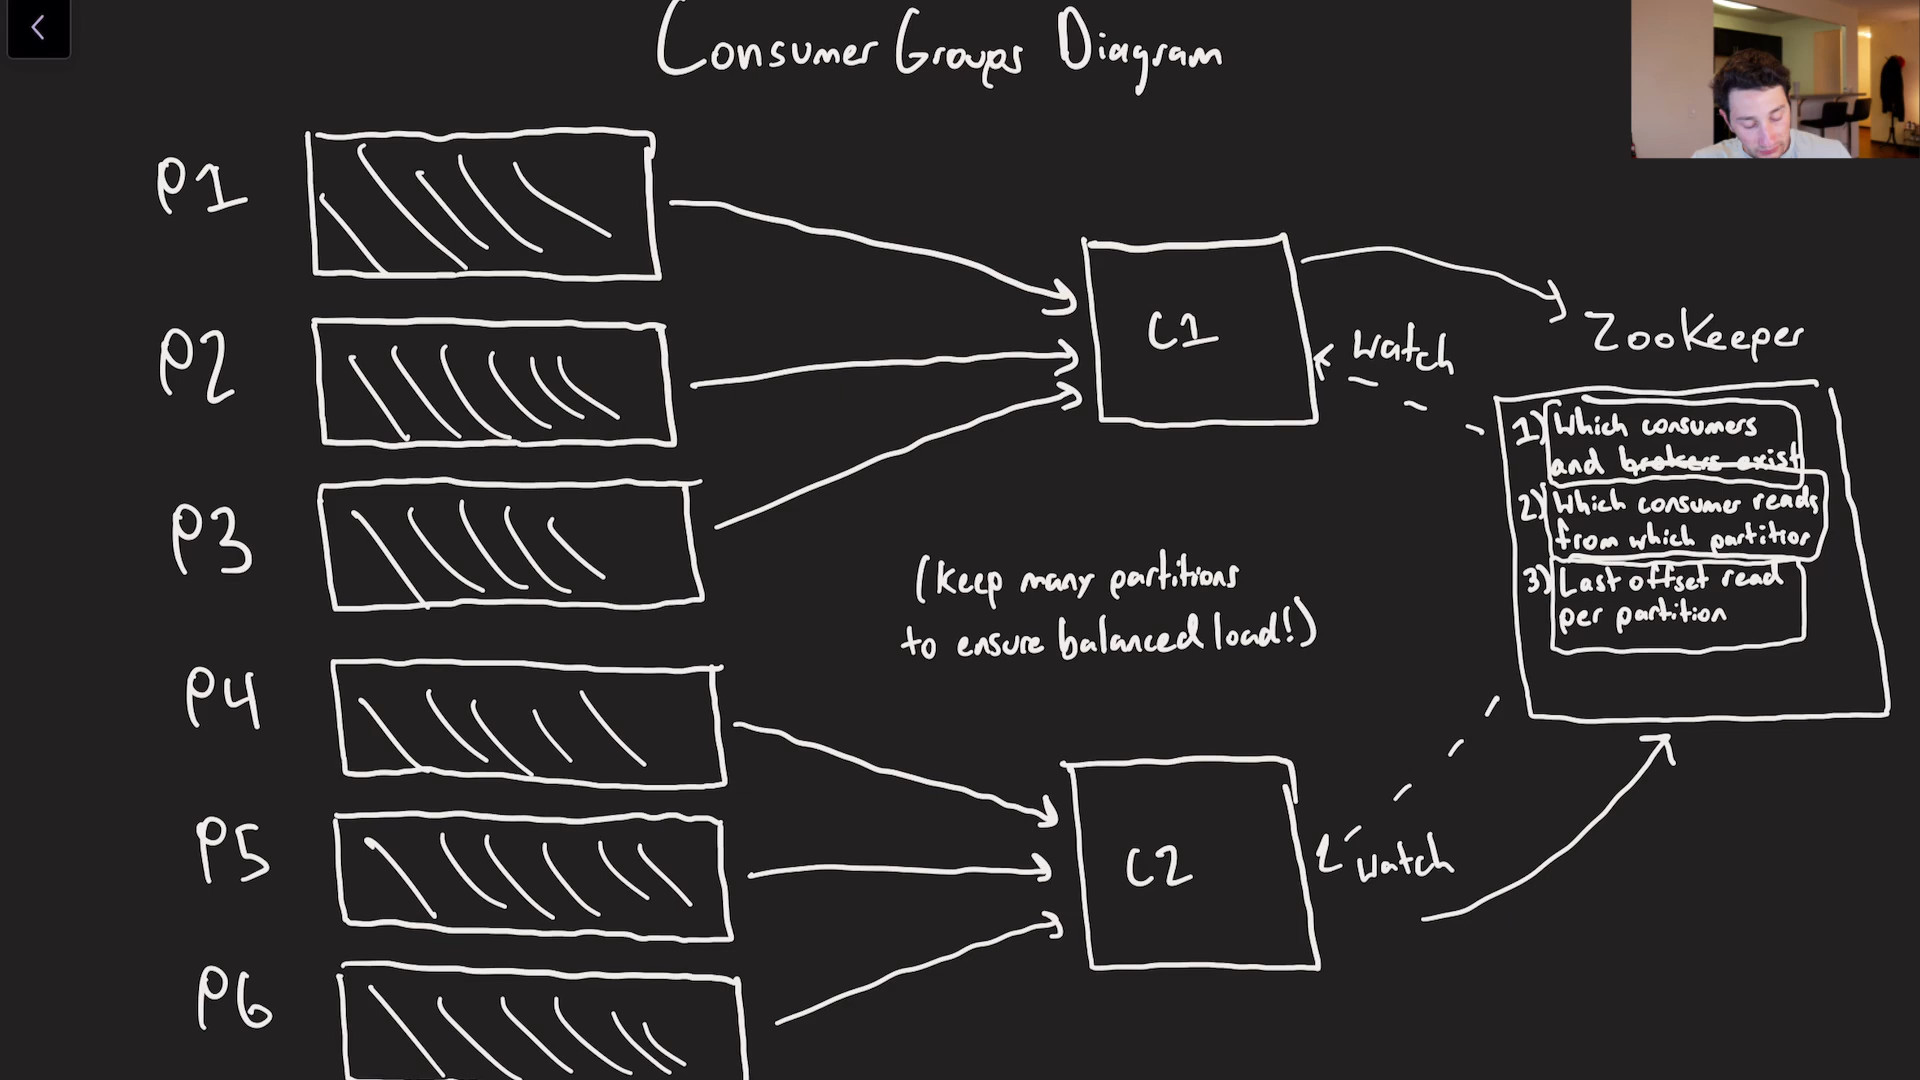 Consumer Groups Diagram
P1
P2
P3
P4
P5
P6
C1
C2
watch
watch
(Keep many partitions
to ensure balanced load!)
ZooKeeper
1) Which consumers
and brokers exist
2) Which consumer reads
from which partition
3) Last offset read
per partition